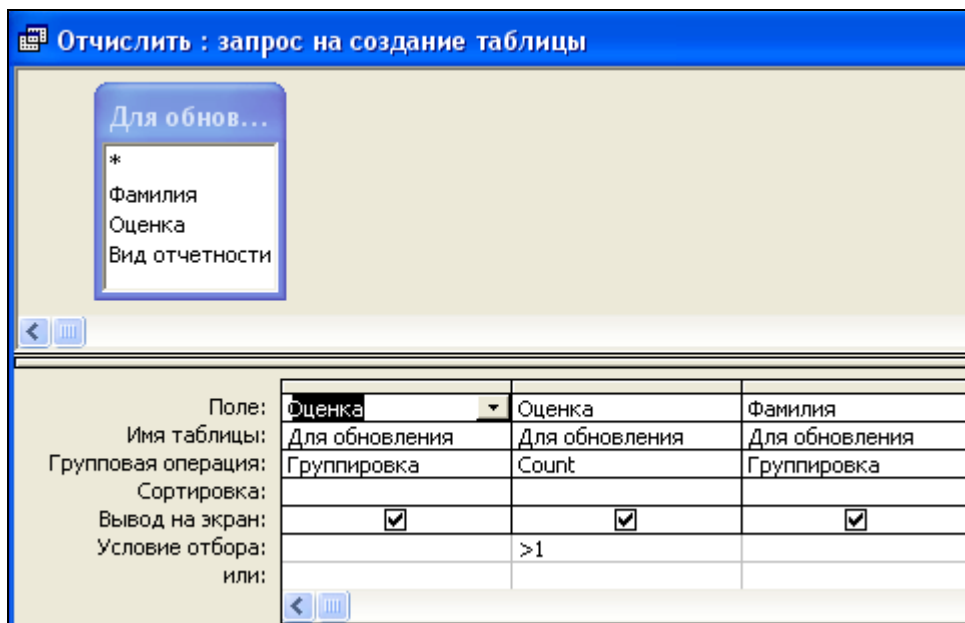 Отчислить : запрос на создание таблицы
Для обнов...
*
Фамилия
Оценка
Вид отчетности
Поле: Оценка Оценка Фамилия
Имя таблицы: Для обновления Для обновления Для обновления
Групповая операция: Группировка Count Группировка
Сортировка:
Вывод на экран:
Условие отбора: >1
или: